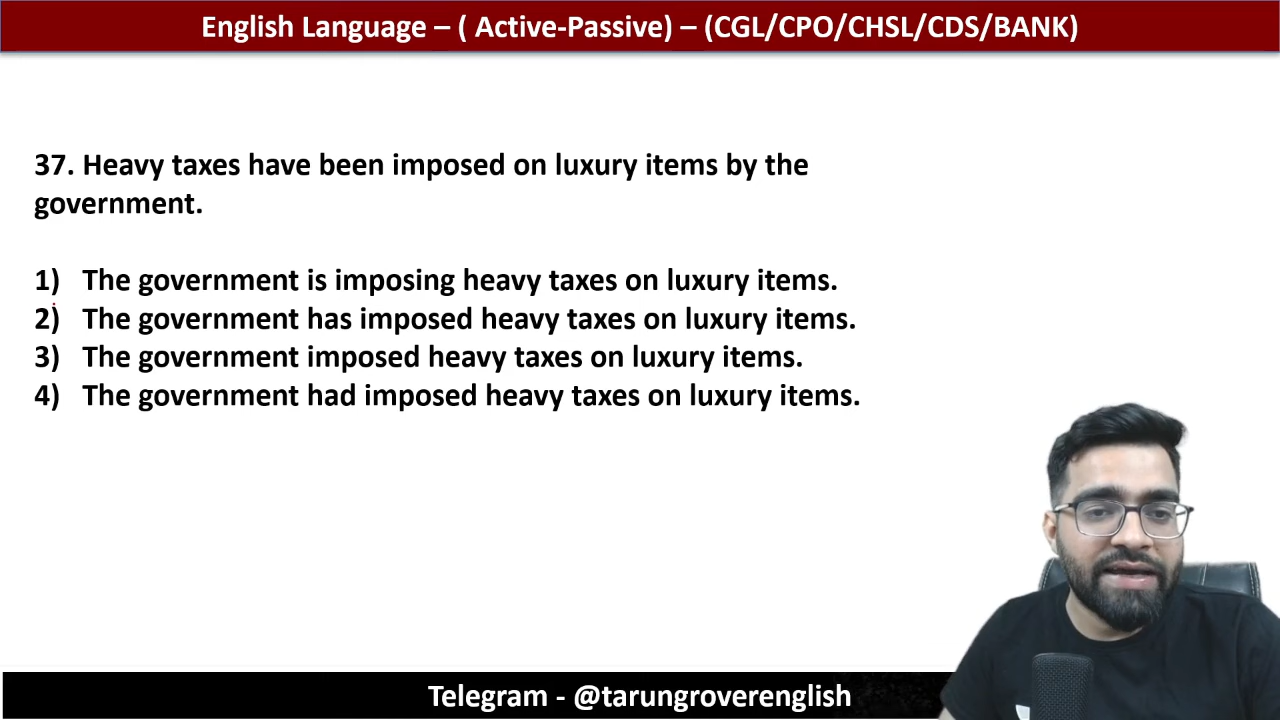 English Language – ( Active-Passive) – (CGL/CPO/CHSL/CDS/BANK)
37. Heavy taxes have been imposed on luxury items by the
government.
1) The government is imposing heavy taxes on luxury items.
2) The government has imposed heavy taxes on luxury items.
3) The government imposed heavy taxes on luxury items.
4) The government had imposed heavy taxes on luxury items.
Telegram - @tarungroverenglish